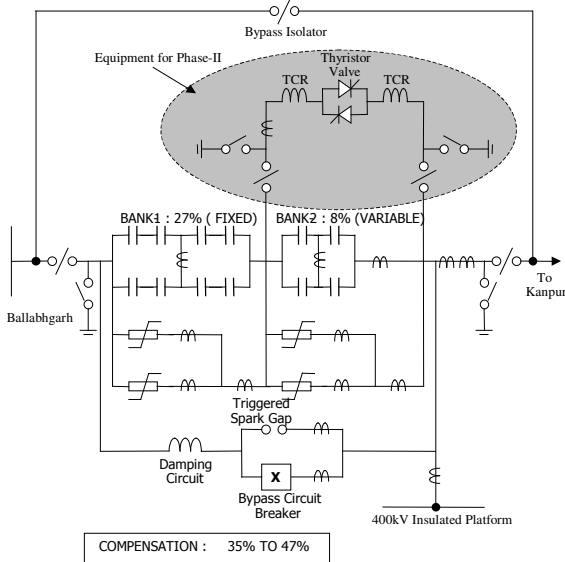 Bypass Isolator
Equipment for Phase-II
Thyristor
Valve
TCR
TCR
BANK1 : 27% ( FIXED)
BANK2 : 8% (VARIABLE)
To
Kanpur
Ballabhgarh
Triggered
Spark Gap
Damping
Circuit
X
Bypass Circuit
Breaker
400kV Insulated Platform
COMPENSATION : 35% TO 47%